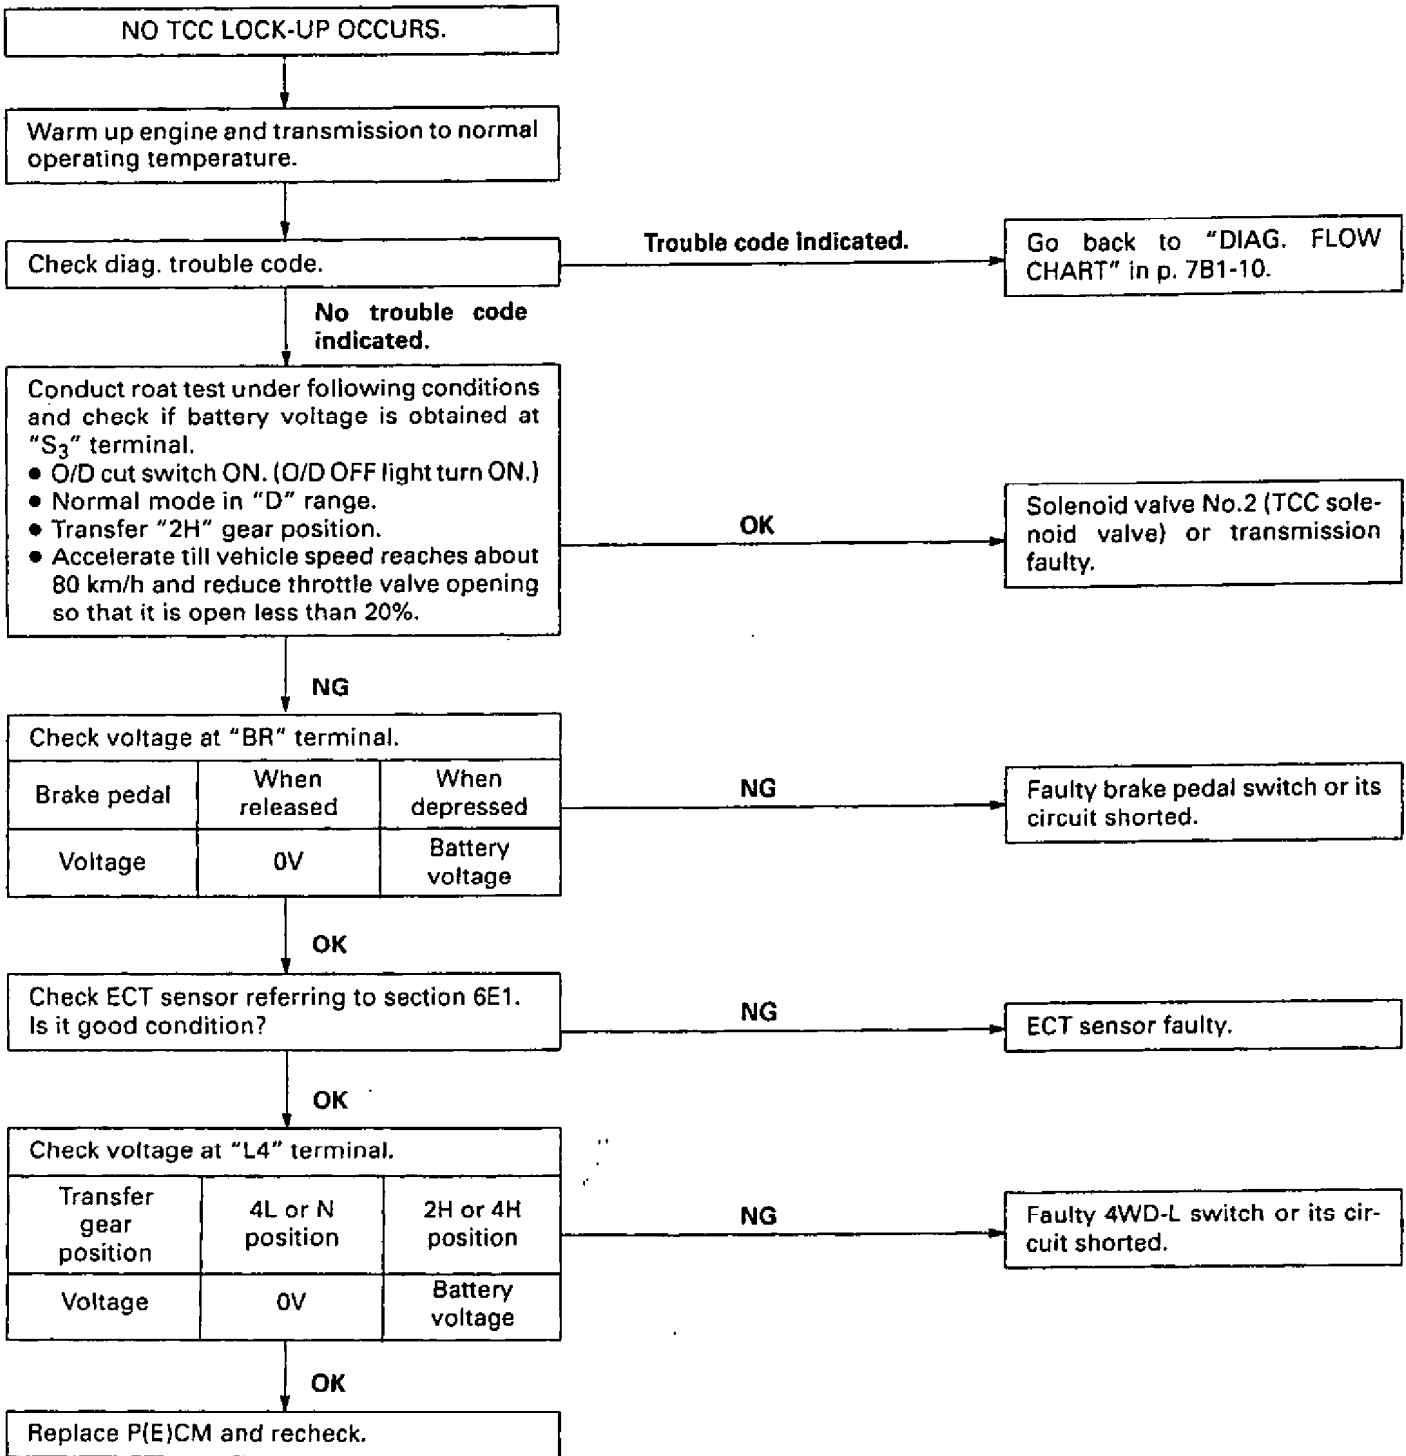 NO TCC LOCK-UP OCCURS.
Warm up engine and transmission to normal
operating temperature.
Check diag. trouble code.
Trouble code indicated.
Go back to "DIAG. FLOW
CHART" in p. 7B1-10.
No trouble code
indicated.
Conduct roat test under following conditions
and check if battery voltage is obtained at
"S3" terminal.
● O/D cut switch ON. (O/D OFF light turn ON.)
● Normal mode in "D" range.
● Transfer "2H" gear position.
● Accelerate till vehicle speed reaches about
80 km/h and reduce throttle valve opening
so that it is open less than 20%.
OK
Solenoid valve No.2 (TCC sole-
noid valve) or transmission
faulty.
NG
Check voltage at "BR" terminal.
Brake pedal
When
released
When
depressed
Voltage
0V
Battery
voltage
NG
Faulty brake pedal switch or its
circuit shorted.
OK
Check ECT sensor referring to section 6E1.
Is it good condition?
NG
ECT sensor faulty.
OK
Check voltage at "L4" terminal.
Transfer
gear
position
4L or N
position
2H or 4H
position
Voltage
0V
Battery
voltage
NG
Faulty 4WD-L switch or its cir-
cuit shorted.
OK
Replace P(E)CM and recheck.